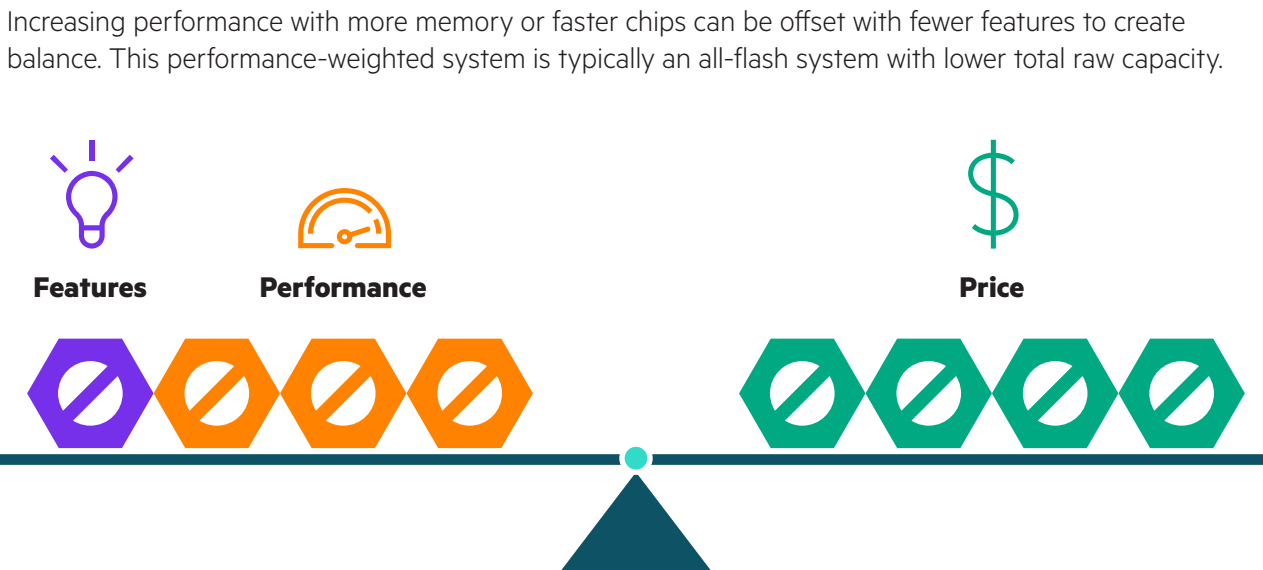 Increasing performance with more memory or faster chips can be offset with fewer features to create
balance. This performance-weighted system is typically an all-flash system with lower total raw capacity.
Features
Performance
Price